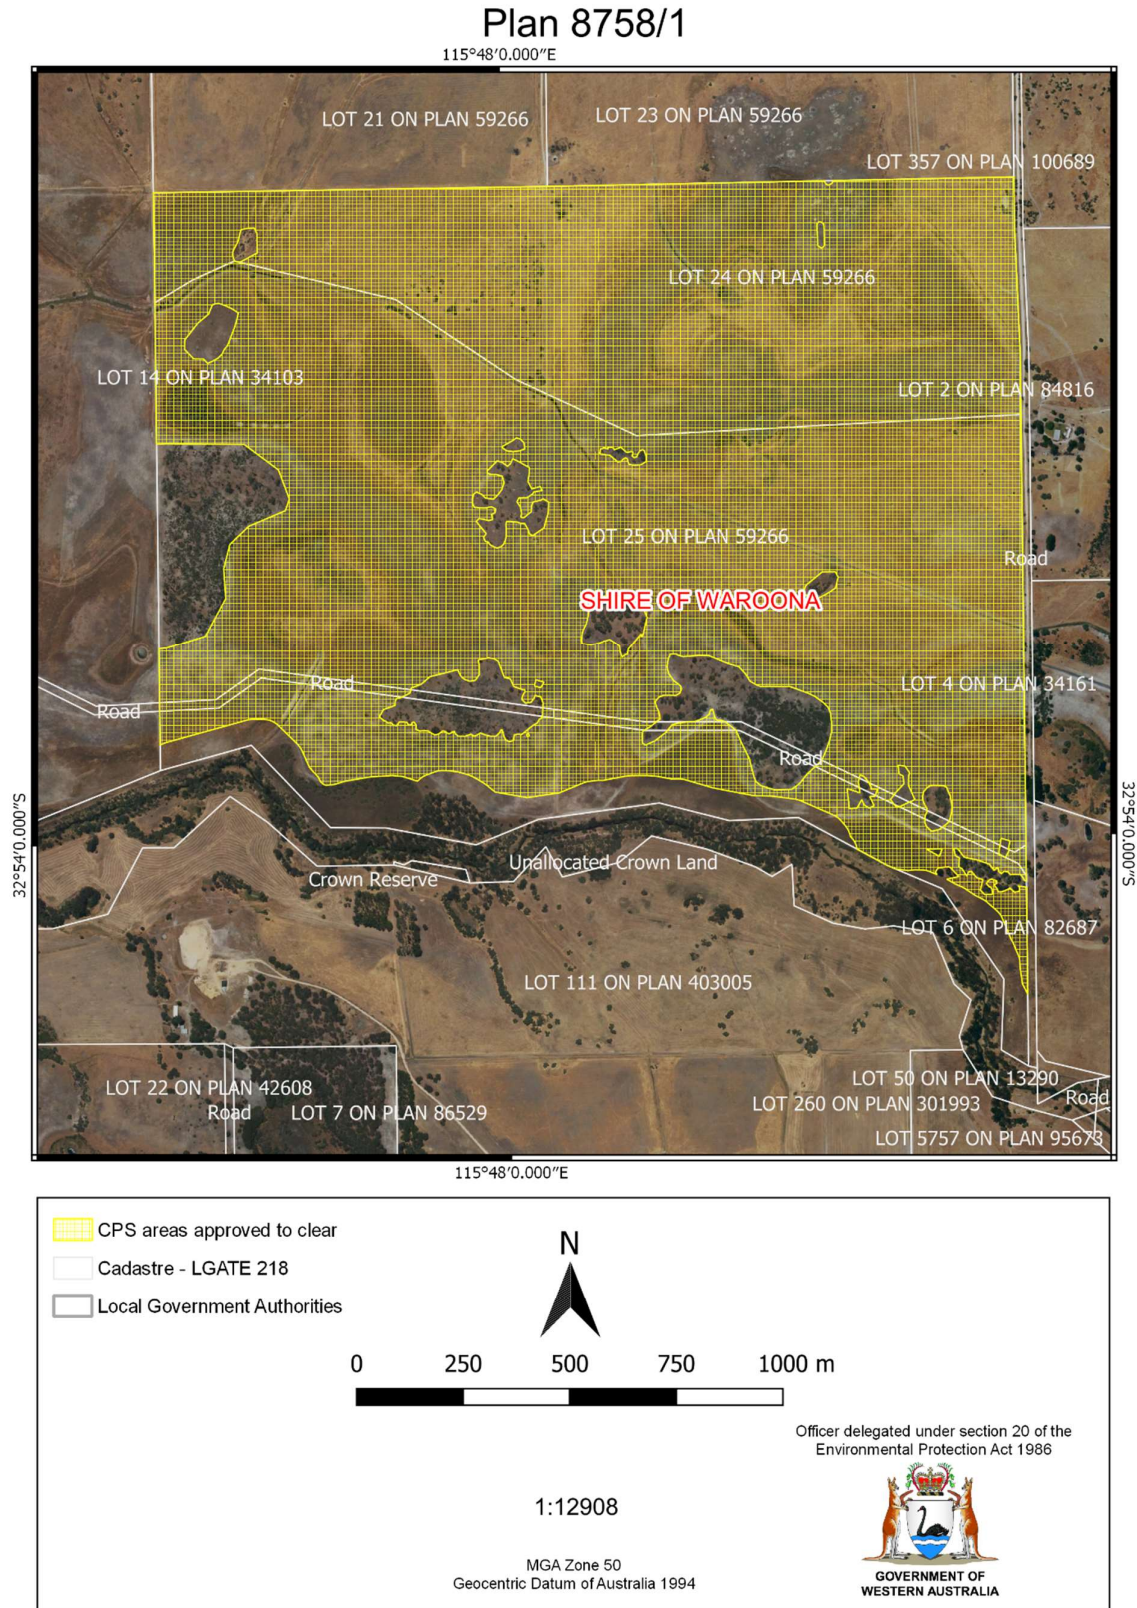 Plan 8758/1
115°48′0.000″E
LOT 21 ON PLAN 59266
LOT 23 ON PLAN 59266
LOT 357 ON PLAN 100689
LOT 24 ON PLAN 59266
LOT 14 ON PLAN 34103
LOT 2 ON PLAN 84816
LOT 25 ON PLAN 59266
Road
SHIRE OF WAROONA
Road
LOT 4 ON PLAN 34161
Road
Road
32°54′0.000″S
32°54′0.000″S
Unallocated Crown Land
Crown Reserve
LOT 6 ON PLAN 82687
LOT 111 ON PLAN 403005
LOT 50 ON PLAN 13290
LOT 22 ON PLAN 42608
Road
LOT 7 ON PLAN 86529
LOT 260 ON PLAN 301993
Road
LOT 5757 ON PLAN 95673
115°48′0.000″E
CPS areas approved to clear
Cadastre - LGATE 218
Local Government Authorities
N
0 250 500 750 1000 m
Officer delegated under section 20 of the
Environmental Protection Act 1986
1:12908
MGA Zone 50
Geocentric Datum of Australia 1994
GOVERNMENT OF
WESTERN AUSTRALIA